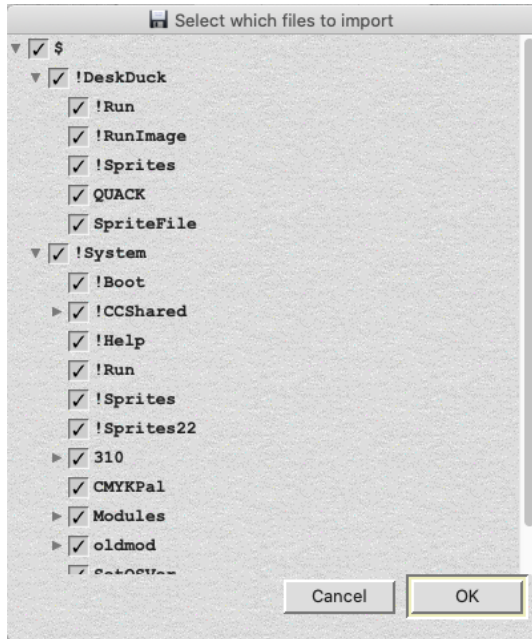 Select which files to import
$
!DeskDuck
!Run
!RunImage
!Sprites
QUACK
SpriteFile
!System
!Boot
!CCShared
!Help
!Run
!Sprites
!Sprites22
310
CMYKPal
Modules
oldmod
SetOSVer
Cancel OK